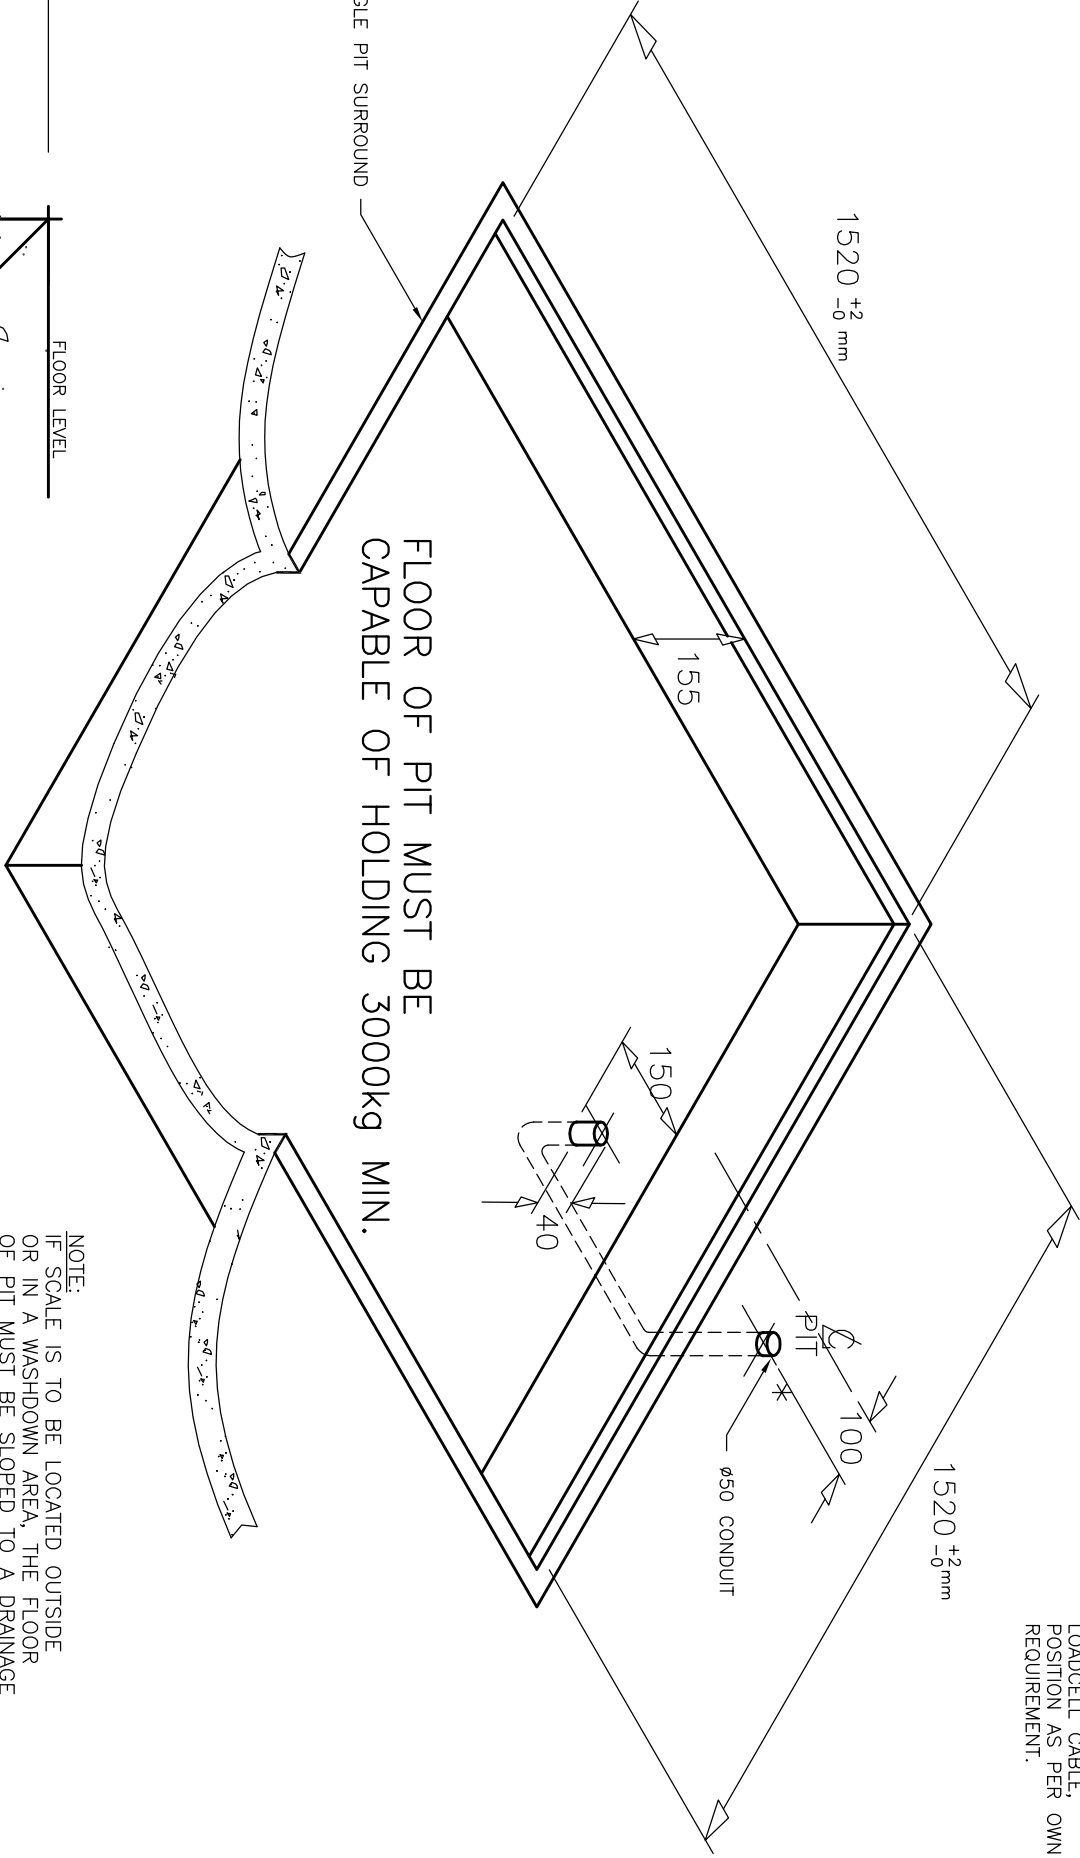 LOADCELL CABLE,
POSITION AS PER OWN
REQUIREMENT.
1520 +2 -0 mm
1520 +2 -0 mm
PIT
100
*
ø50 CONDUIT
155
150
40
GLE PIT SURROUND
FLOOR OF PIT MUST BE
CAPABLE OF HOLDING 3000kg MIN.
FLOOR LEVEL
NOTE:
IF SCALE IS TO BE LOCATED OUTSIDE
OR IN A WASHDOWN AREA, THE FLOOR
OF PIT MUST BE SLOPED TO A DRAINAGE